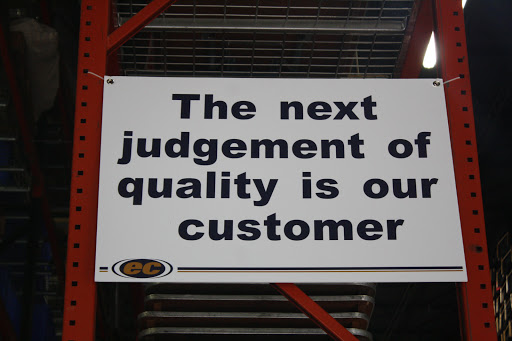 The next
judgement of
quality is our
customer
ec